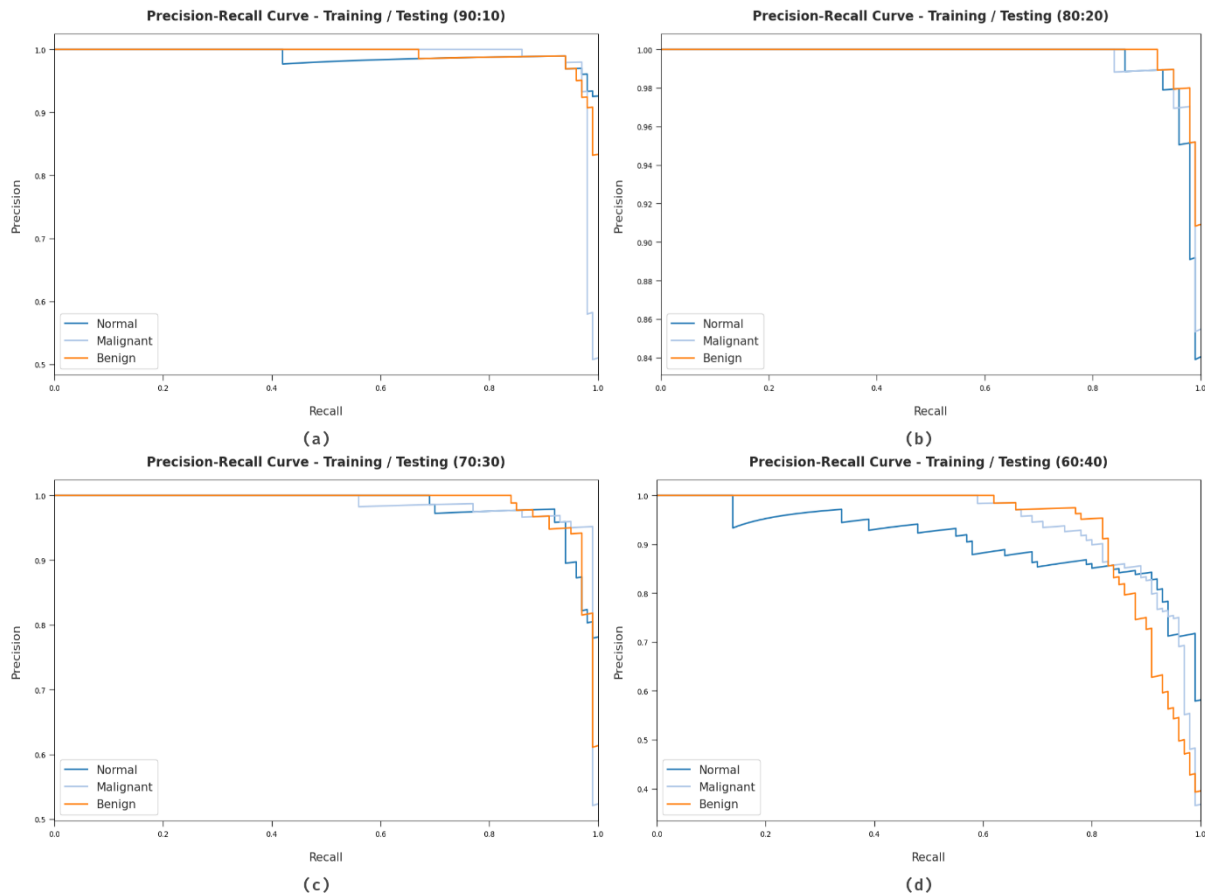 Precision-Recall Curve - Training / Testing (90:10)
1.0
0.9
0.8
0.7
0.6
0.5
Precision
Normal
Malignant
Benign
0.0 0.2 0.4 0.6 0.8 1.0
Recall
(a)
Precision-Recall Curve - Training / Testing (80:20)
1.00
0.98
0.96
0.94
0.92
0.90
0.88
0.86
0.84
Precision
Normal
Malignant
Benign
0.0 0.2 0.4 0.6 0.8 1.0
Recall
(b)
Precision-Recall Curve - Training / Testing (70:30)
1.0
0.9
0.8
0.7
0.6
0.5
Precision
Normal
Malignant
Benign
0.0 0.2 0.4 0.6 0.8 1.0
Recall
(c)
Precision-Recall Curve - Training / Testing (60:40)
1.0
0.9
0.8
0.7
0.6
0.5
0.4
Precision
Normal
Malignant
Benign
0.0 0.2 0.4 0.6 0.8 1.0
Recall
(d)